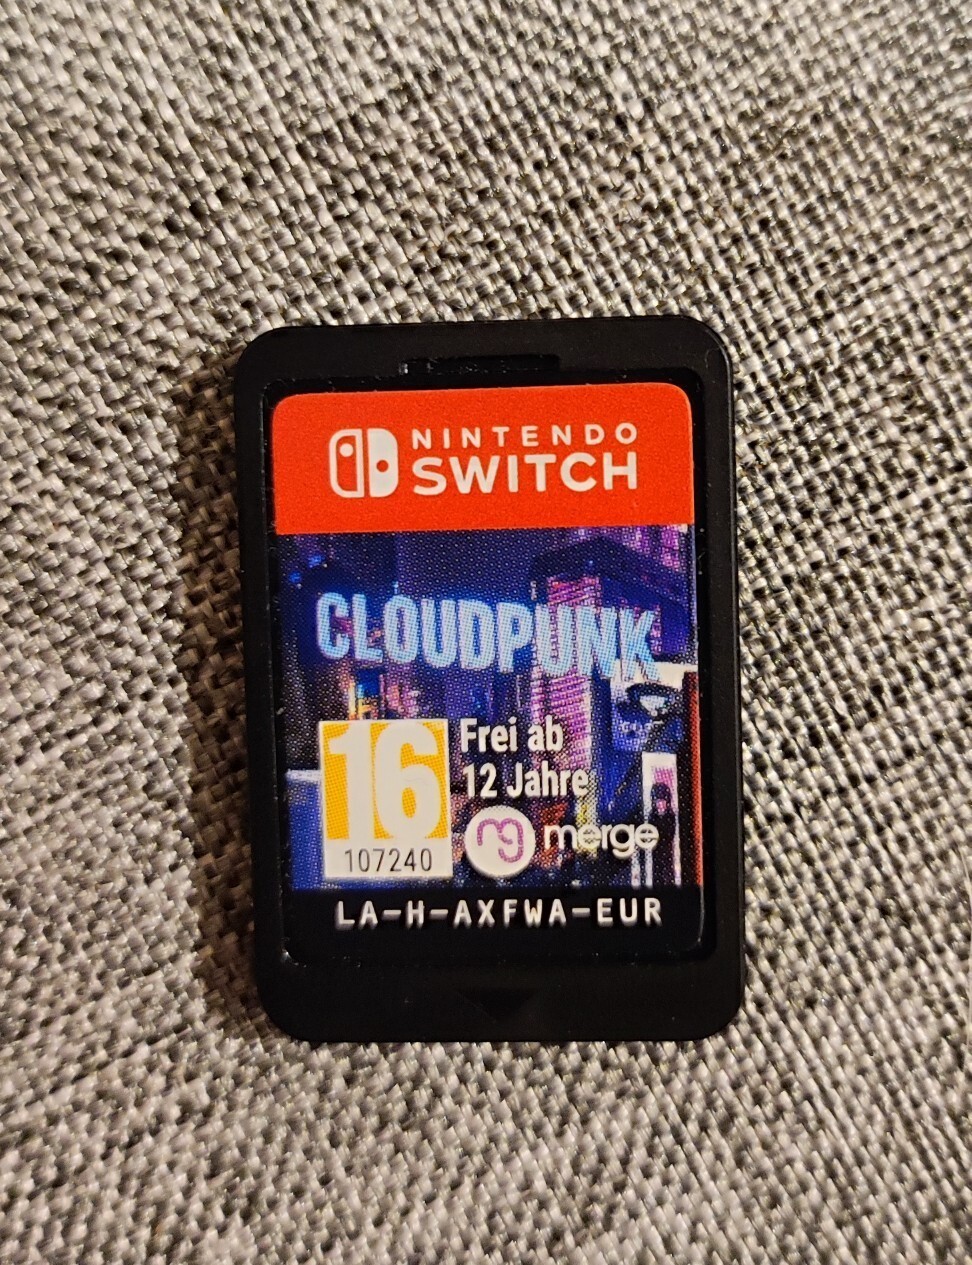 NINTENDO
SWITCH
CLOUDPUNK
16
107240
Frei ab
12 Jahre
merge
LA-H-AXFWA-EUR